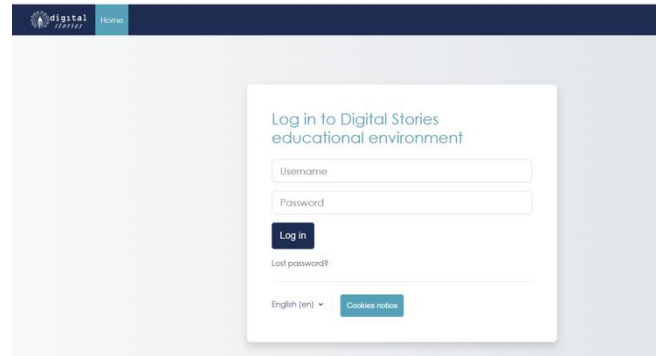 digital
stories
Home
Log in to Digital Stories
educational environment
Username
Password
Log in
Lost password?
English (en)
Cookies notice